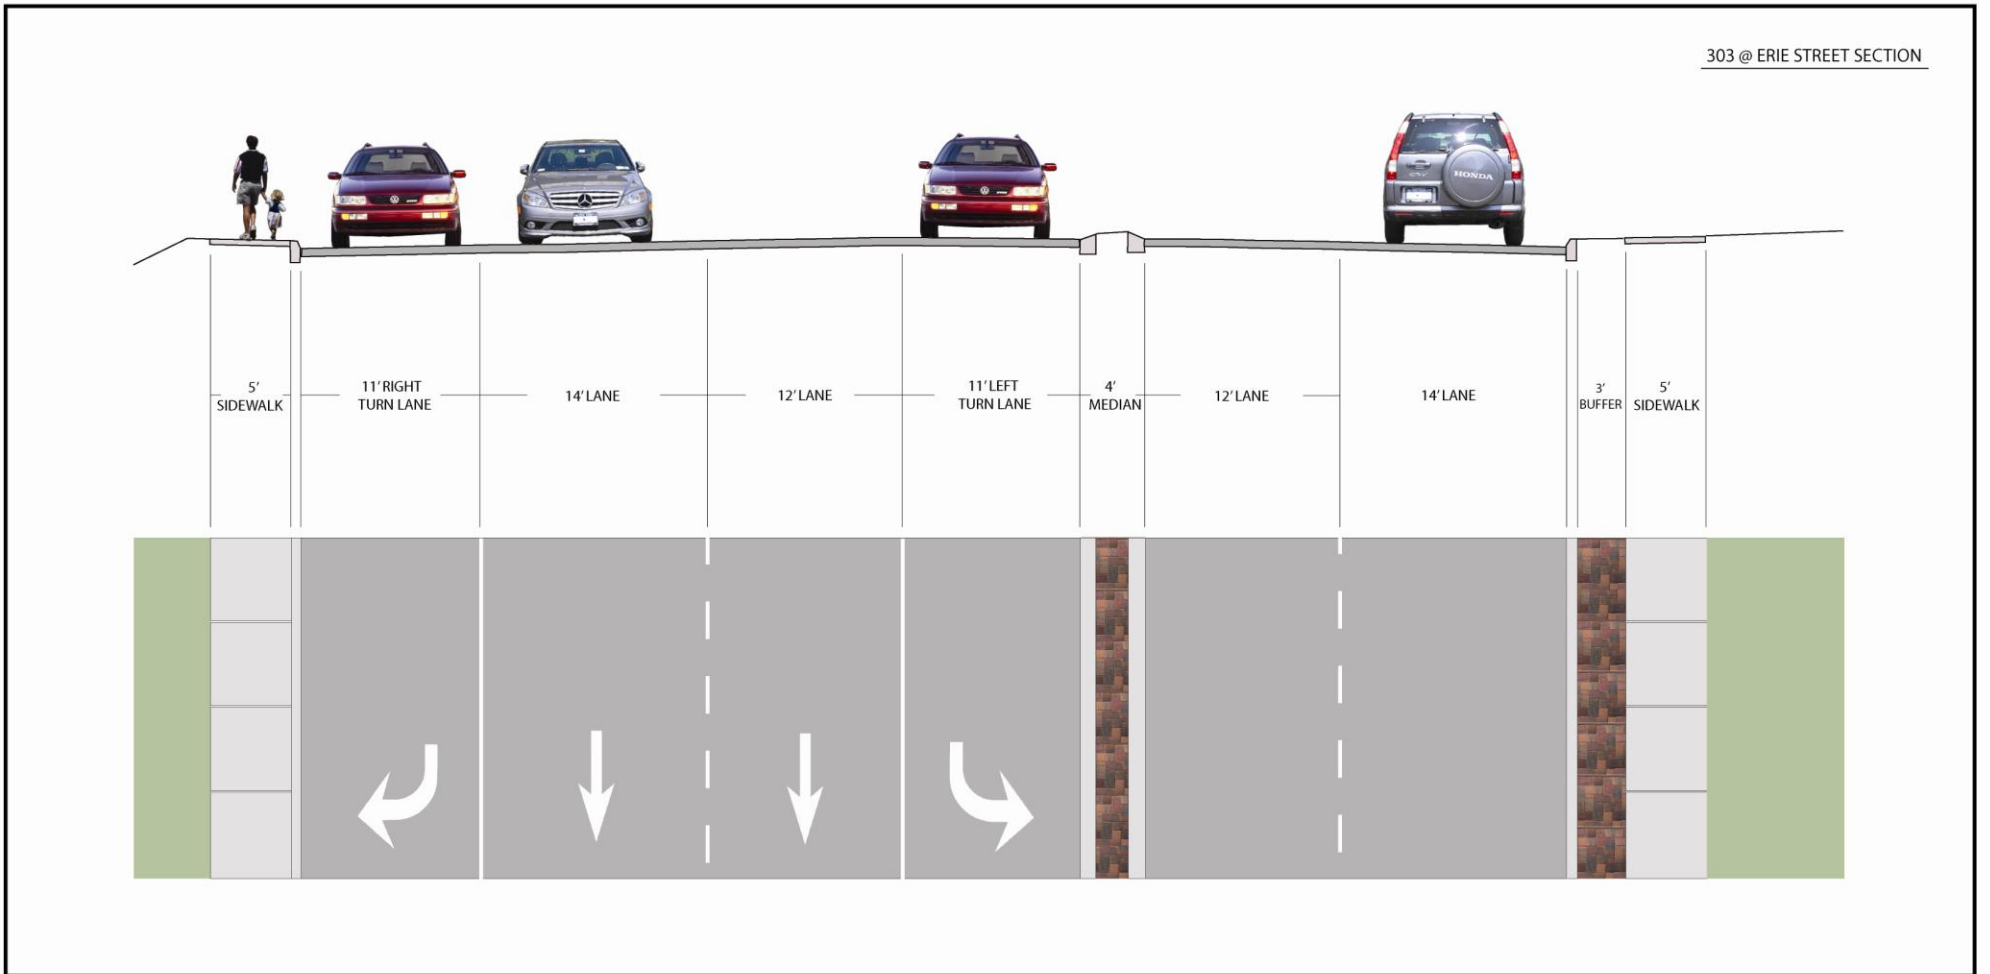 303 @ ERIE STREET SECTION
HONDA
5'
SIDEWALK
11' RIGHT
TURN LANE
14' LANE
12' LANE
11' LEFT
TURN LANE
4'
MEDIAN
12' LANE
14' LANE
3'
BUFFER
5'
SIDEWALK